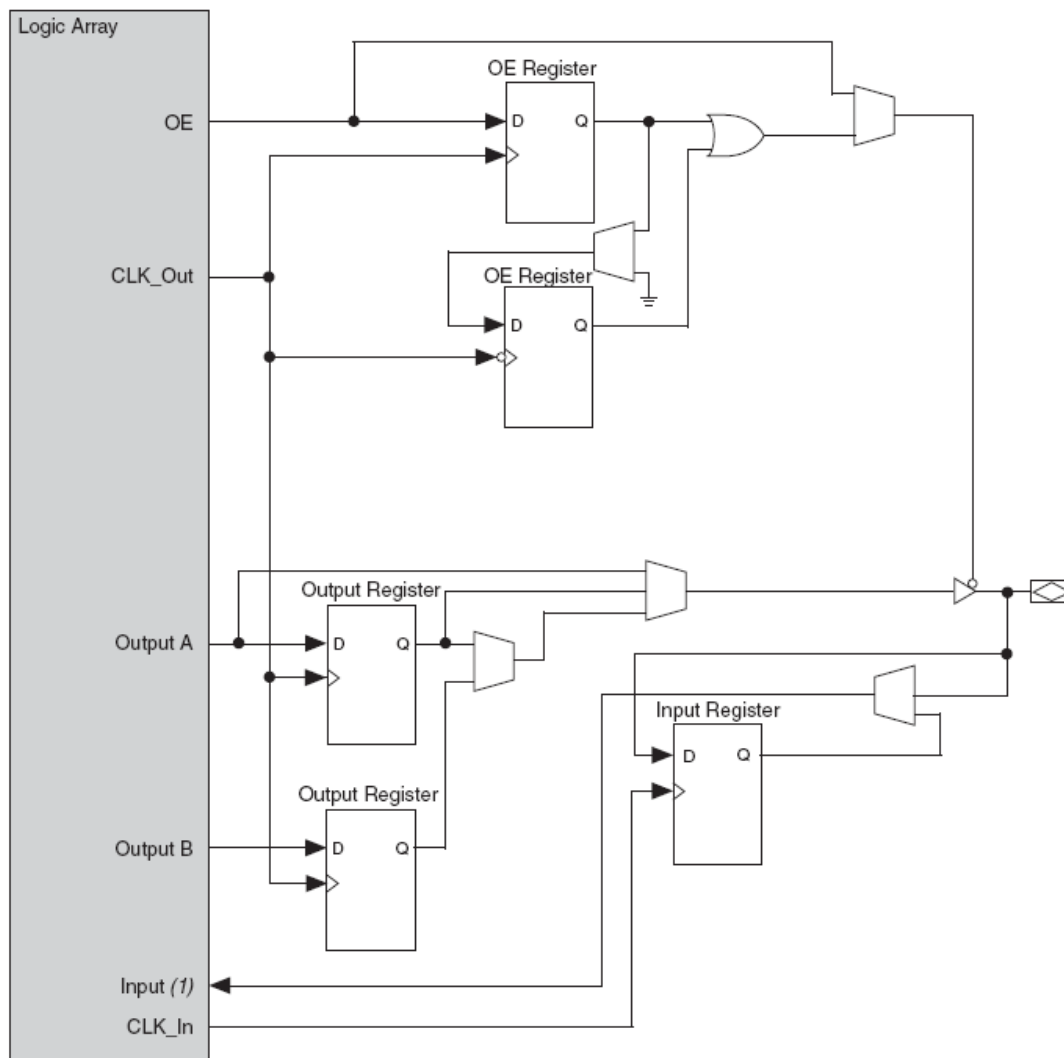 Logic Array
OE Register
OE
D Q
CLK_Out
OE Register
D Q
Output Register
Output A
D Q
Input Register
D Q
Output Register
Output B
D Q
Input (1)
CLK_In